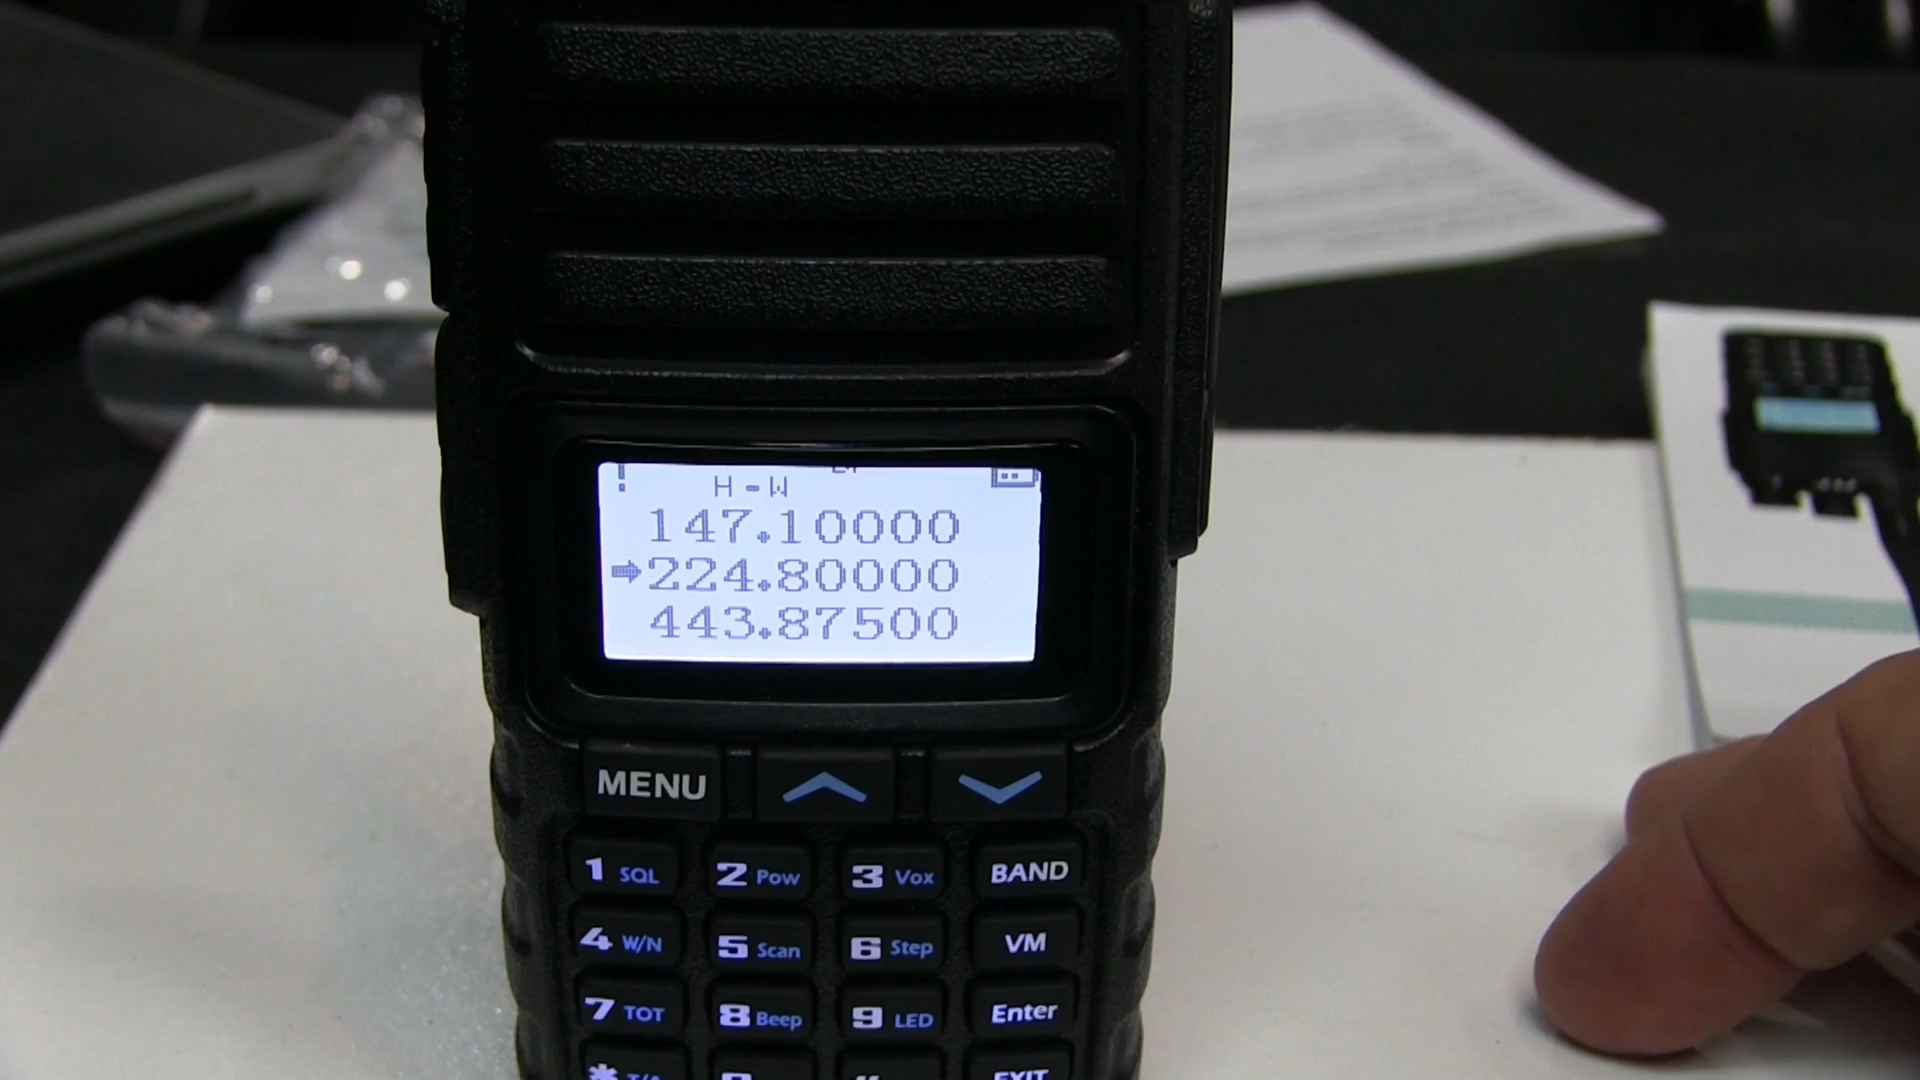 H-W
147.10000
224.80000
443.87500
MENU
1 SQL 2 Pow 3 Vox BAND
4 W/N 5 Scan 6 Step VM
7 TOT 8 Beep 9 LED Enter
* EXIT